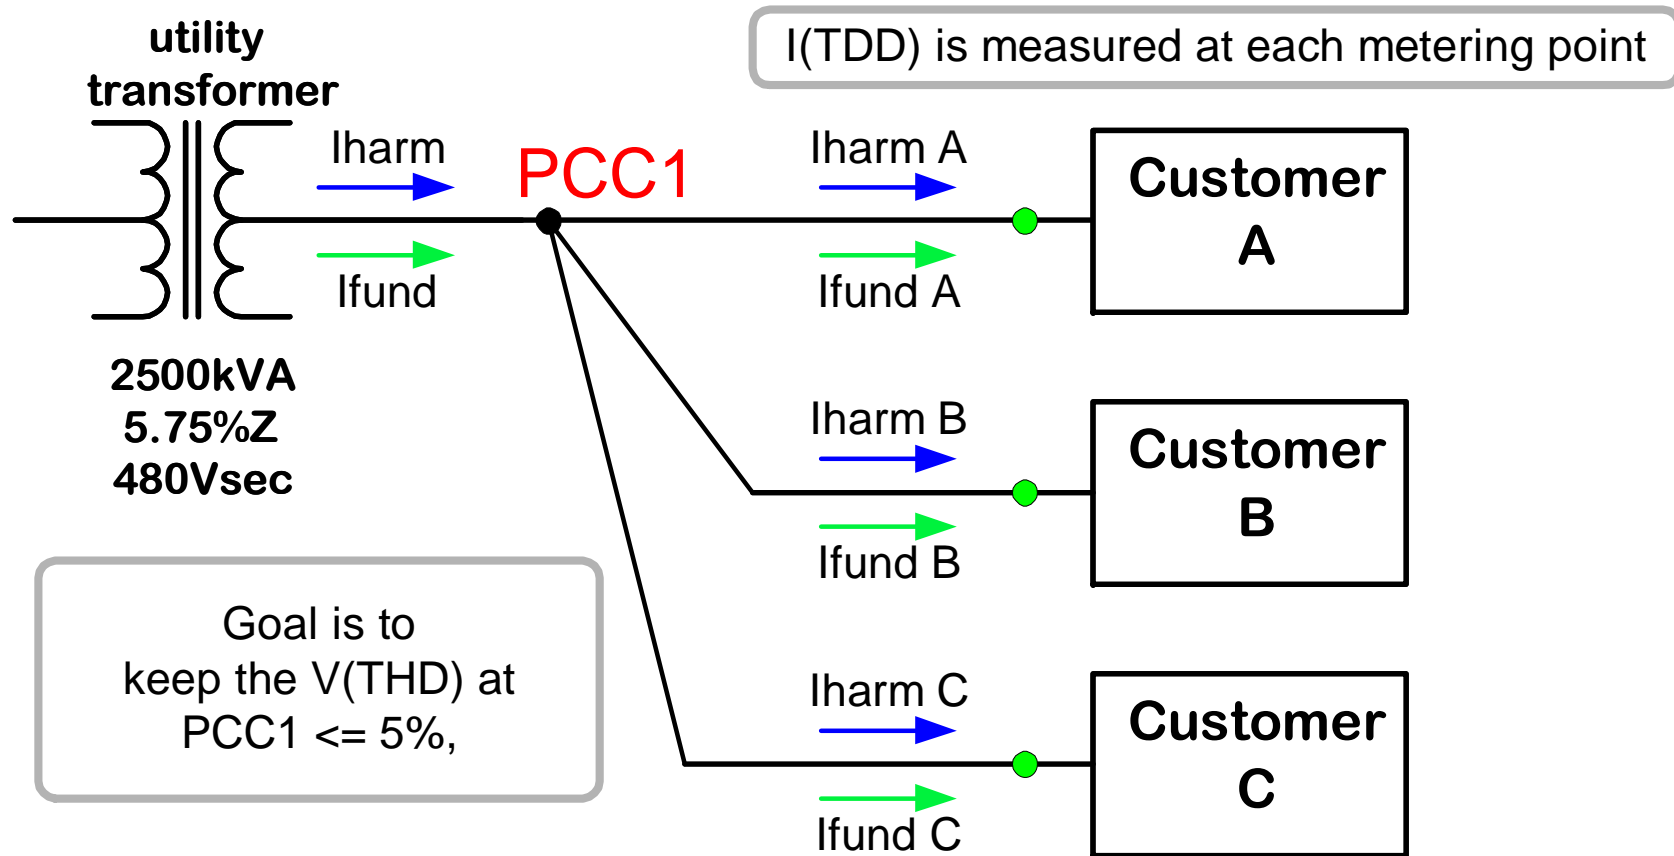 utility
transformer
I(TDD) is measured at each metering point
Iharm
PCC1
Ifund
2500kVA
5.75%Z
480Vsec
Iharm A
Ifund A
Customer
A
Iharm B
Ifund B
Customer
B
Goal is to
keep the V(THD) at
PCC1 <= 5%,
Iharm C
Ifund C
Customer
C